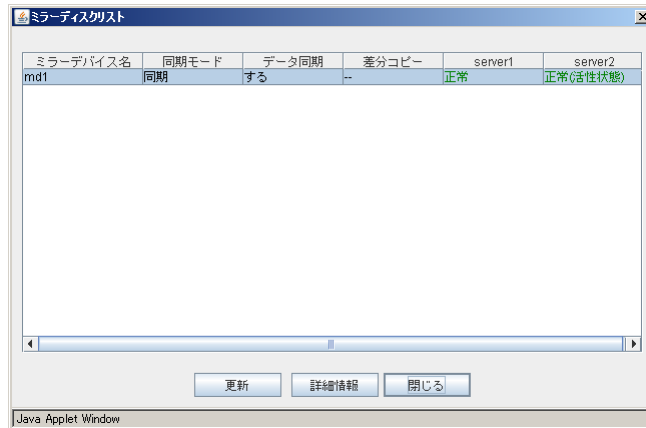 ミラーディスクリスト
ミラーデバイス名 同期モード データ同期 差分コピー server1 server2
md1 同期 する -- 正常 正常(活性状態)
更新 詳細情報 閉じる
Java Applet Window